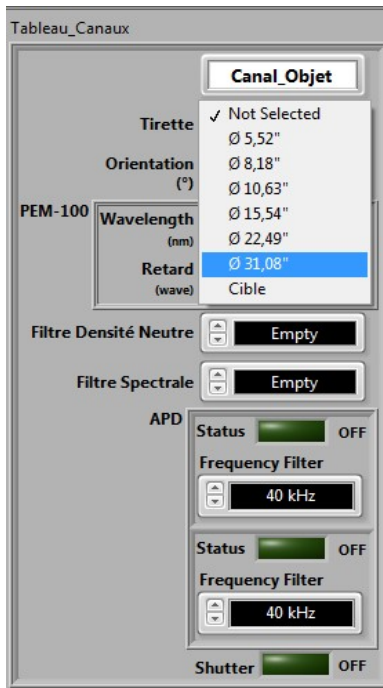 Tableau_Canaux
Canal_Objet
Tirette
✓ Not Selected
Ø 5,52"
Ø 8,18"
Ø 10,63"
Ø 15,54"
Ø 22,49"
Ø 31,08"
Cible
Orientation
(°)
PEM-100
Wavelength
(nm)
Retard
(wave)
Filtre Densité Neutre Empty
Filtre Spectrale Empty
APD
Status OFF
Frequency Filter
40 kHz
Status OFF
Frequency Filter
40 kHz
Shutter OFF